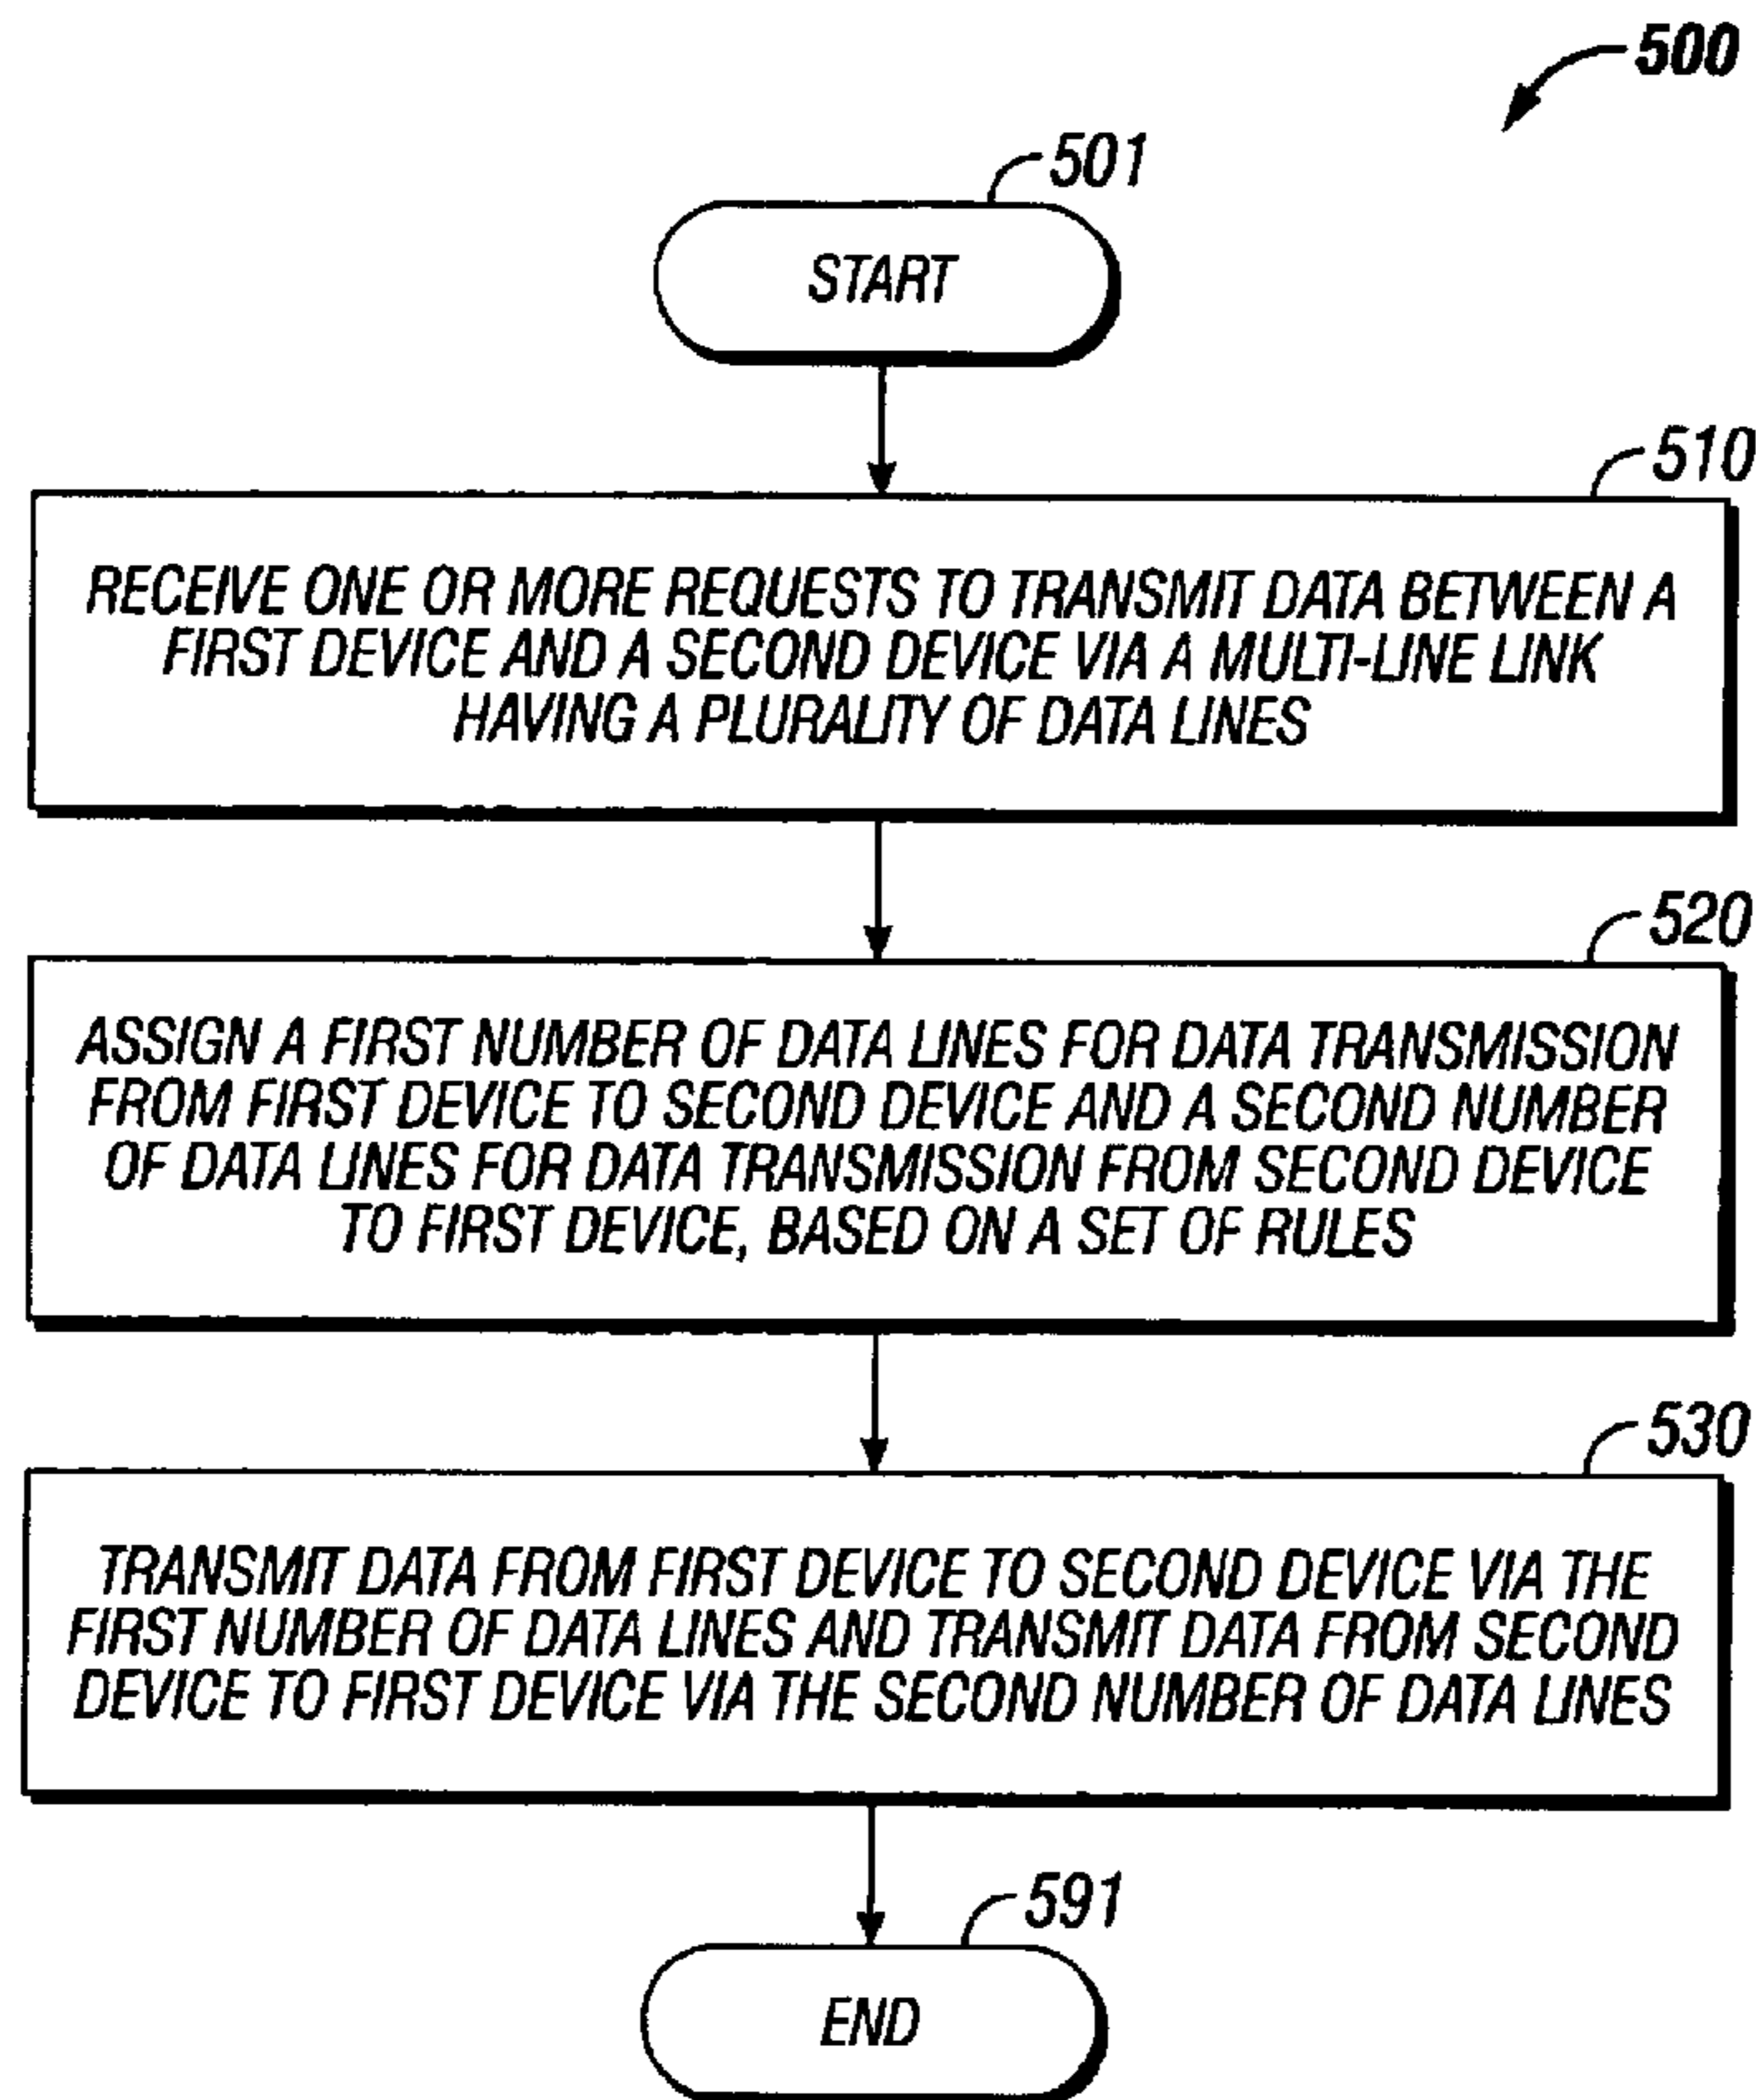 500
501
START
510
RECEIVE ONE OR MORE REQUESTS TO TRANSMIT DATA BETWEEN A
FIRST DEVICE AND A SECOND DEVICE VIA A MULTI-LINE LINK
HAVING A PLURALITY OF DATA LINES
520
ASSIGN A FIRST NUMBER OF DATA LINES FOR DATA TRANSMISSION
FROM FIRST DEVICE TO SECOND DEVICE AND A SECOND NUMBER
OF DATA LINES FOR DATA TRANSMISSION FROM SECOND DEVICE
TO FIRST DEVICE, BASED ON A SET OF RULES
530
TRANSMIT DATA FROM FIRST DEVICE TO SECOND DEVICE VIA THE
FIRST NUMBER OF DATA LINES AND TRANSMIT DATA FROM SECOND
DEVICE TO FIRST DEVICE VIA THE SECOND NUMBER OF DATA LINES
591
END